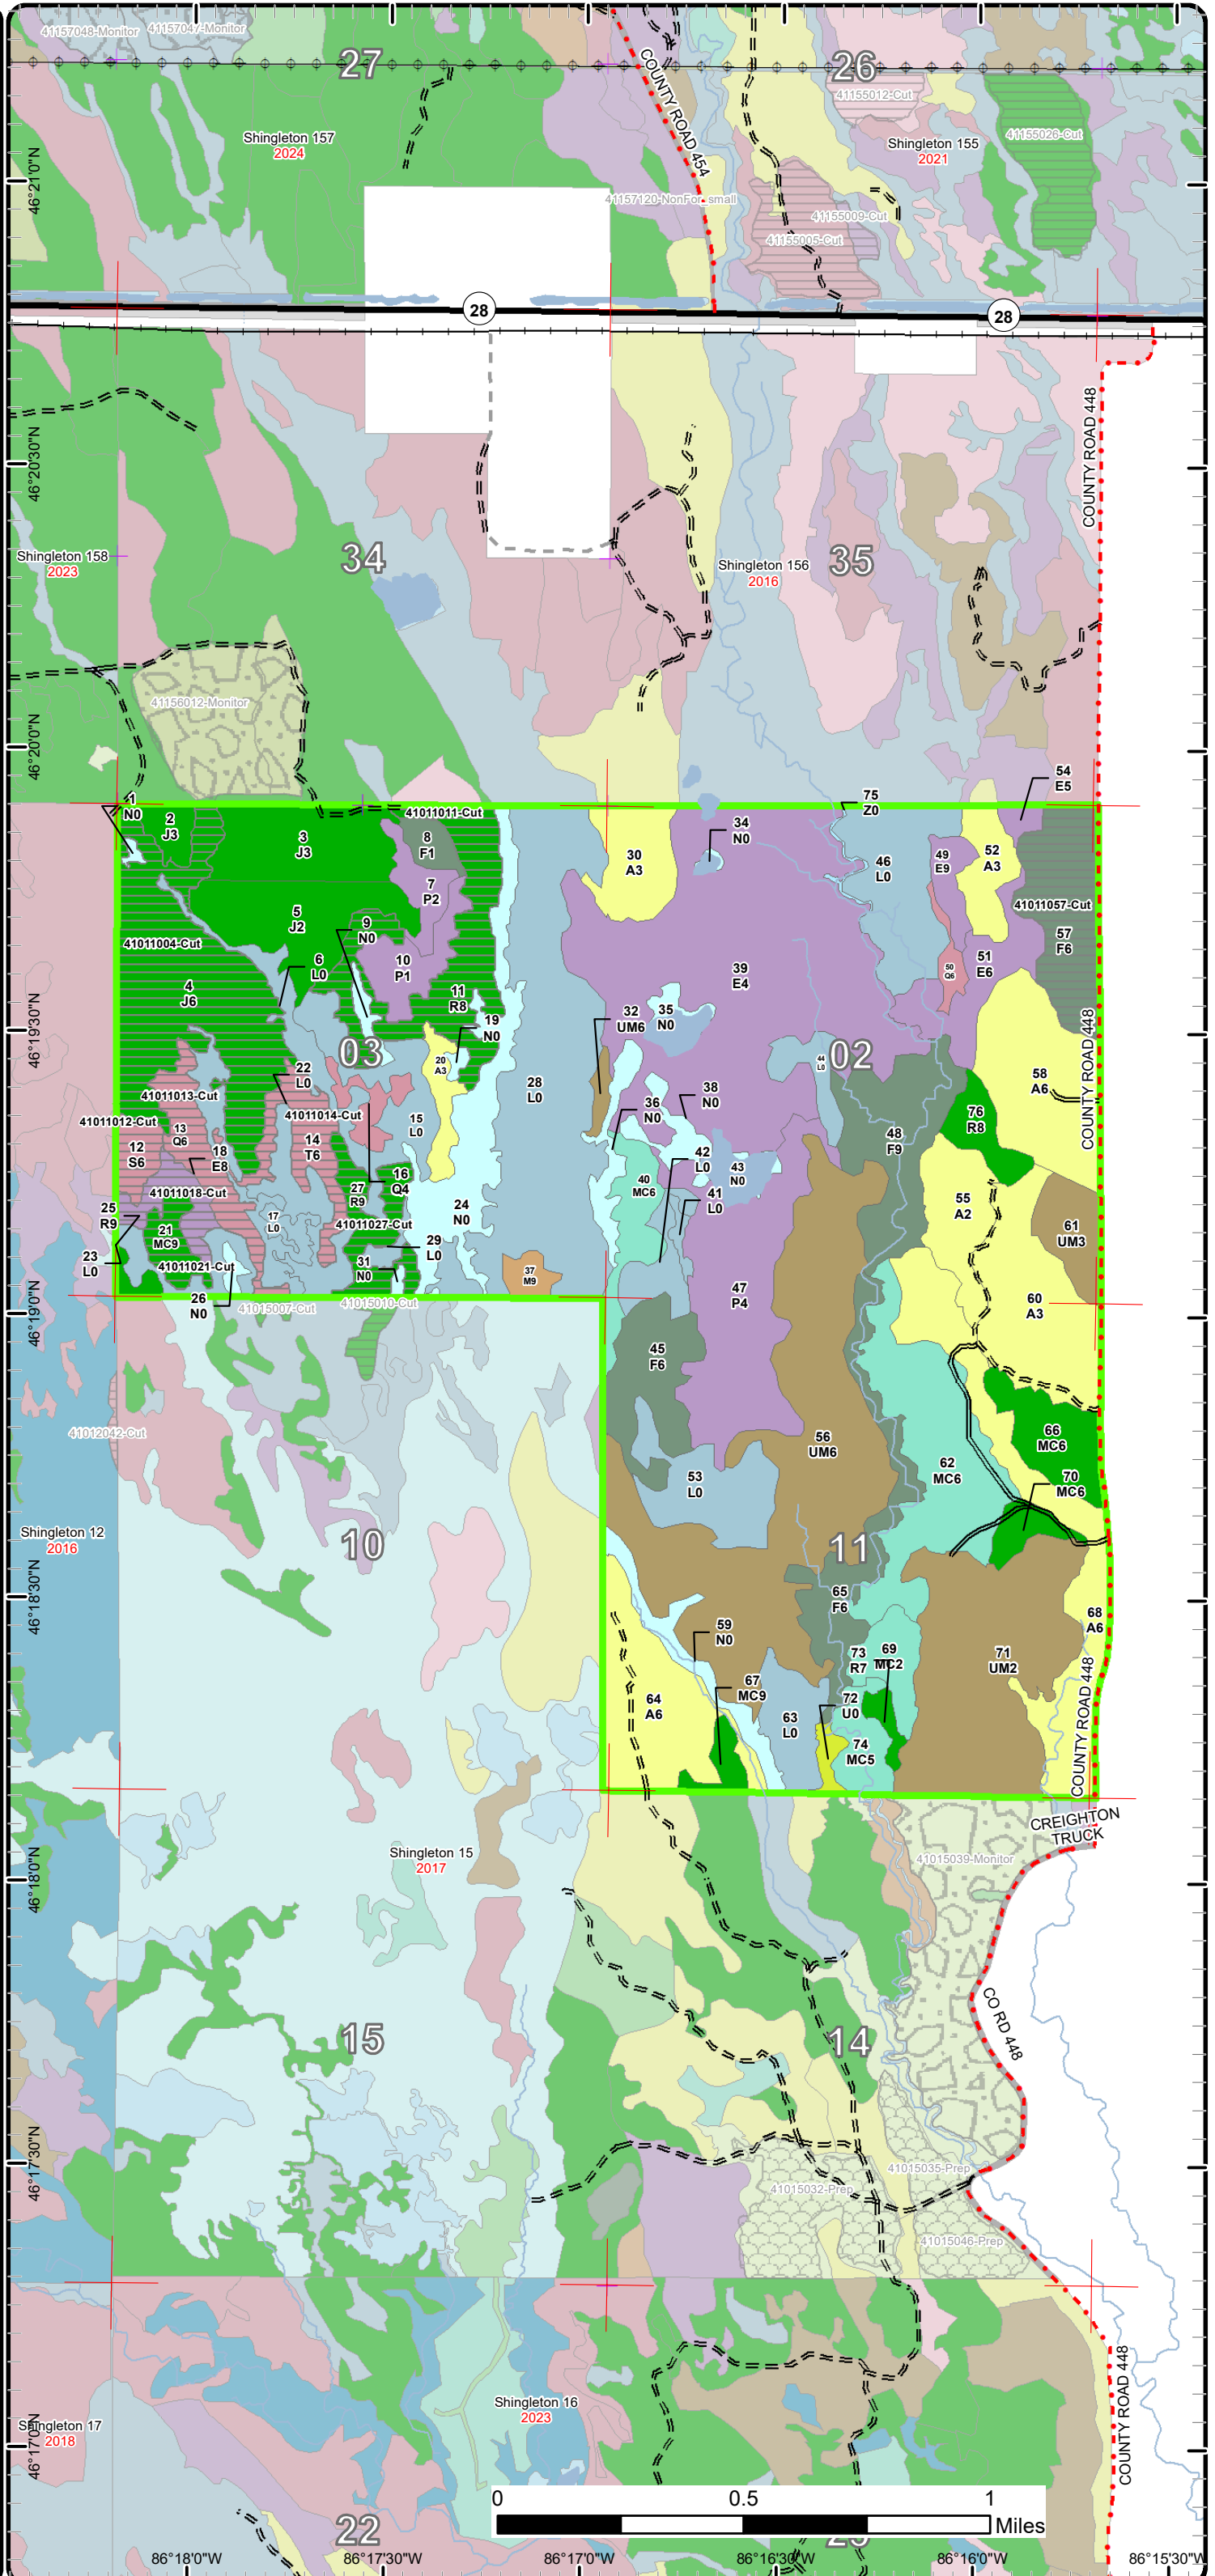 41157048-Monitor
41157047-Monitor
27
26
COUNTY ROAD 454
41155012-Cut
41155026-Cut
Shingleton 157
2024
Shingleton 155
2021
46°21'0"N
41157120-NonFor_small
41155009-Cut
41155005-Cut
28
28
COUNTY ROAD 448
46°20'30"N
Shingleton 158
2023
34
Shingleton 156
2016
35
41156012-Monitor
46°20'0"N
54
E5
75
Z0
1
N0
2
J3
3
J3
41011011-Cut
8
F1
34
N0
30
A3
46
L0
49
E9
52
A3
7
P2
5
J2
9
N0
41011057-Cut
41011004-Cut
57
F6
6
L0
10
P1
39
E4
51
E6
50
Q6
4
J6
11
R8
19
N0
32
UM6
35
N0
46°19'30"N
03
02
COUNTY ROAD 448
20
A3
44
L0
22
L0
28
L0
58
A6
41011013-Cut
38
N0
36
N0
76
R8
41011012-Cut
41011014-Cut
15
L0
13
Q6
12
S6
14
T6
48
F9
18
E8
42
L0
43
N0
16
Q4
40
MC6
41011018-Cut
27
R9
41
L0
55
A2
24
N0
25
R9
17
L0
41011027-Cut
21
MC9
61
UM3
29
L0
23
L0
41011021-Cut
31
N0
37
M9
47
P4
60
A3
26
N0
41015007-Cut
41015010-Cut
46°19'0"N
45
F6
41012042-Cut
56
UM6
66
MC6
62
MC6
53
L0
70
MC6
Shingleton 12
2016
10
11
46°18'30"N
65
F6
68
A6
59
N0
73
R7
69
MC2
71
UM2
67
MC9
64
A6
72
U0
63
L0
74
MC5
COUNTY ROAD 448
CREIGHTON
TRUCK
Shingleton 15
2017
41015039-Monitor
46°18'0"N
15
14
CO RD 448
46°17'30"N
41015035-Prep
41015032-Prep
41015046-Prep
COUNTY ROAD 448
Shingleton 16
2023
Shingleton 17
2018
46°17'0"N
0
0.5
1
Miles
22
86°18'0"W
86°17'30"W
86°17'0"W
86°16'30"W
86°16'0"W
86°15'30"W